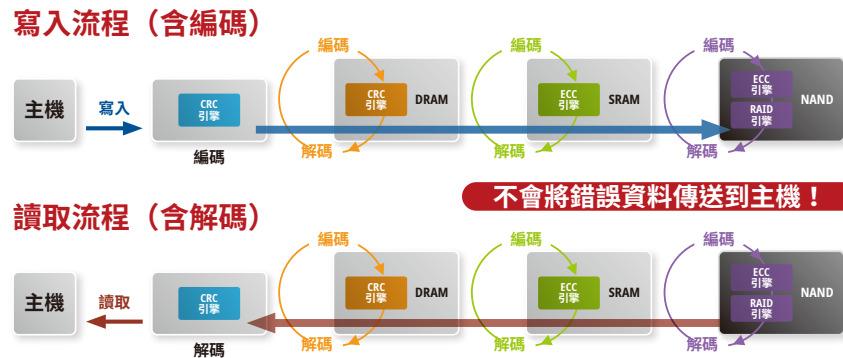 寫入流程（含編碼）
編碼
編碼
編碼
主機
寫入
CRC
引擎
CRC
引擎
DRAM
ECC
引擎
SRAM
ECC
引擎
RAID
引擎
NAND
編碼
解碼
解碼
解碼
不會將錯誤資料傳送到主機！
讀取流程（含解碼）
編碼
編碼
編碼
主機
讀取
CRC
引擎
CRC
引擎
DRAM
ECC
引擎
SRAM
ECC
引擎
RAID
引擎
NAND
解碼
解碼
解碼
解碼